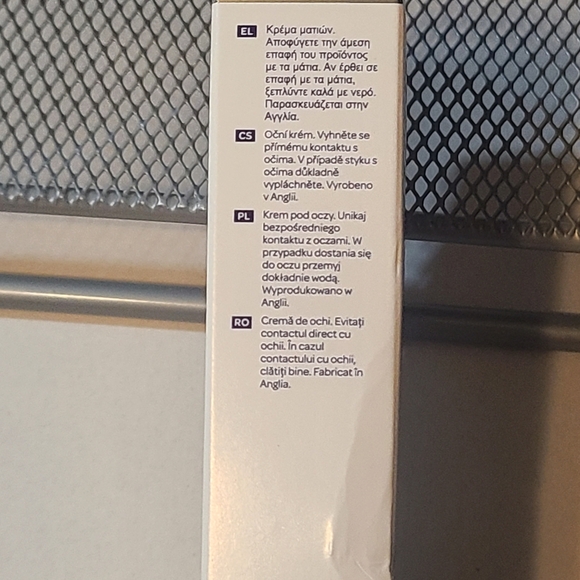 EL Κρέμα ματιών.
Αποφύγετε την άμεση
επαφή του προϊόντος
με τα μάτια. Αν έρθει σε
επαφή με τα μάτια,
ξεπλύντε καλά με νερό.
Παρασκευάζεται στην
Αγγλία.
CS Oční krém. Vyhněte se
přímému kontaktu s
očima. V případě styku s
očima důkladně
vypláchněte. Vyrobeno
v Anglii.
PL Krem pod oczy. Unikaj
bezpośredniego
kontaktu z oczami. W
przypadku dostania się
do oczu przemyj
dokładnie wodą.
Wyprodukowano w
Anglii.
RO Cremă de ochi. Evitați
contactul direct cu
ochii. În cazul
contactului cu ochii,
clătiți bine. Fabricat în
Anglia.